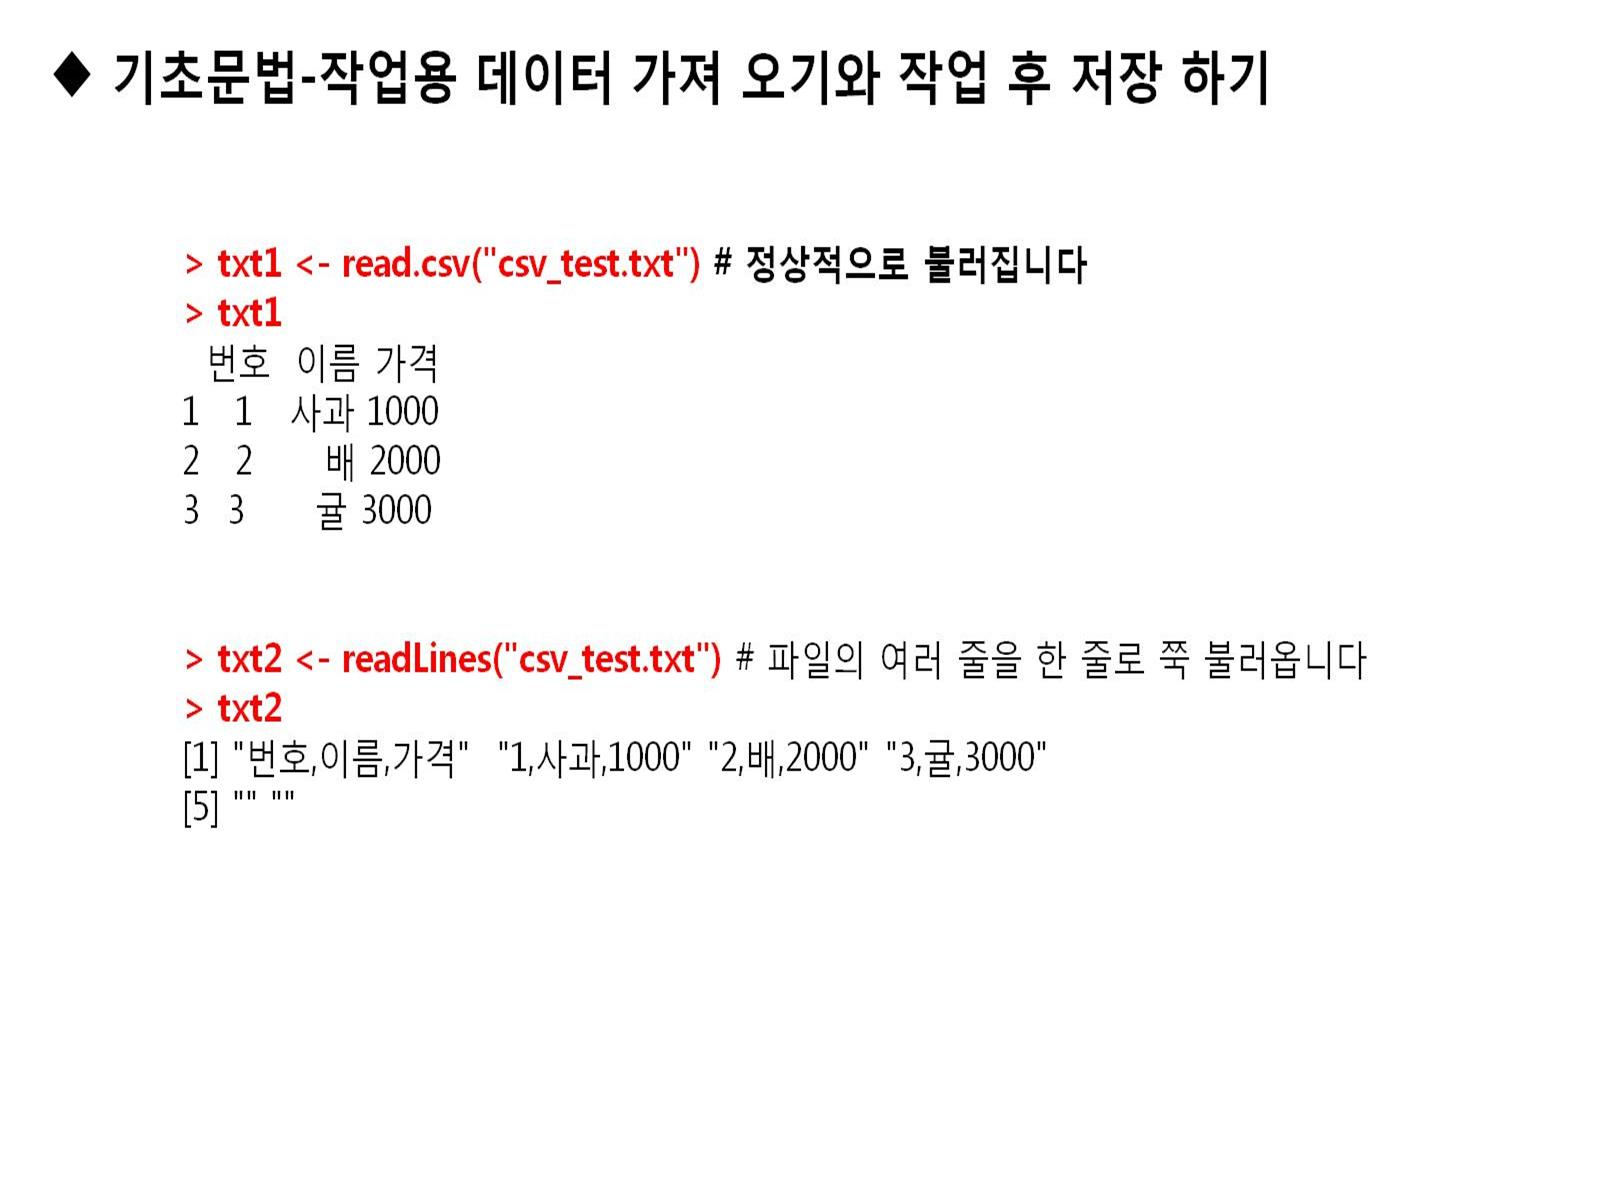 ◆ 기초문법-작업용 데이터 가져 오기와 작업 후 저장 하기
> txt1 <- read.csv("csv_test.txt") # 정상적으로 불러집니다
> txt1
번호 이름 가격
1 1 사과 1000
2 2 배 2000
3 3 귤 3000
> txt2 <- readLines("csv_test.txt") # 파일의 여러 줄을 한 줄로 쭉 불러옵니다
> txt2
[1] "번호,이름,가격" "1,사과,1000" "2,배,2000" "3,귤,3000"
[5] "" ""